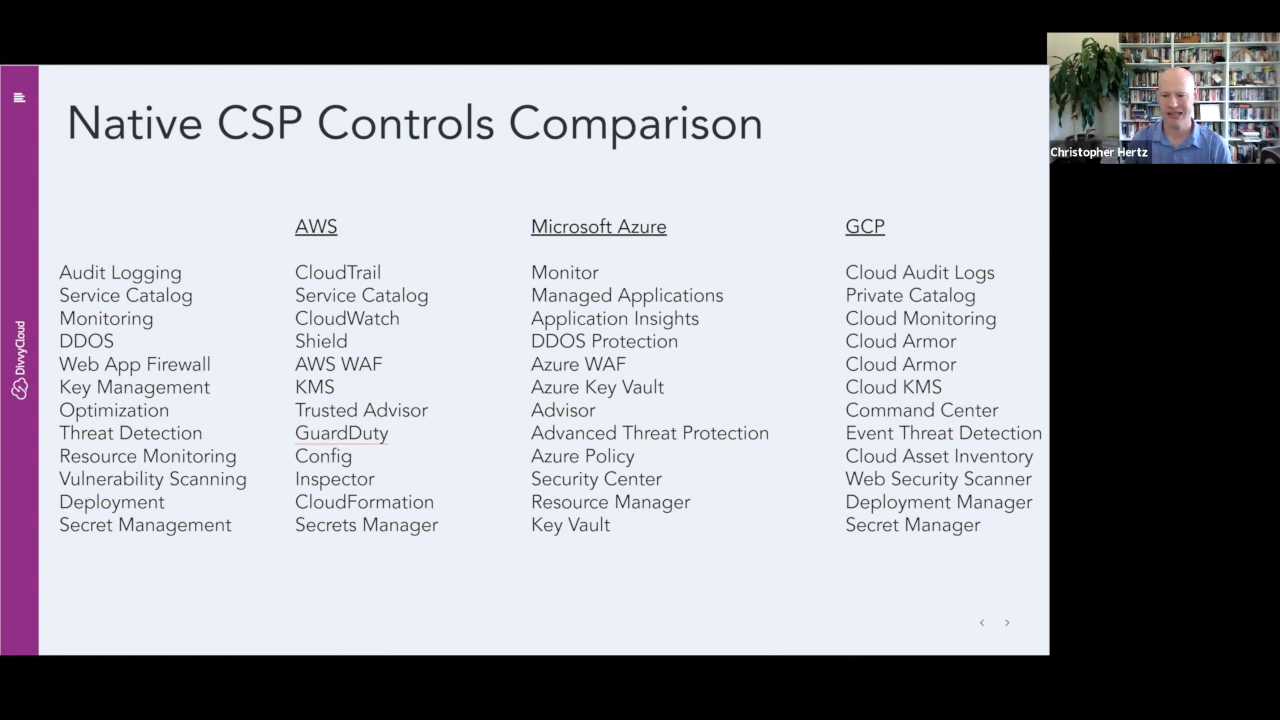 Native CSP Controls Comparison
AWS Microsoft Azure GCP
Audit Logging CloudTrail Monitor Cloud Audit Logs
Service Catalog Service Catalog Managed Applications Private Catalog
Monitoring CloudWatch Application Insights Cloud Monitoring
DDOS Shield DDOS Protection Cloud Armor
Web App Firewall AWS WAF Azure WAF Cloud Armor
Key Management KMS Azure Key Vault Cloud KMS
Optimization Trusted Advisor Advisor Command Center
Threat Detection GuardDuty Advanced Threat Protection Event Threat Detection
Resource Monitoring Config Azure Policy Cloud Asset Inventory
Vulnerability Scanning Inspector Security Center Web Security Scanner
Deployment CloudFormation Resource Manager Deployment Manager
Secret Management Secrets Manager Key Vault Secret Manager
DivvyCloud
Christopher Hertz